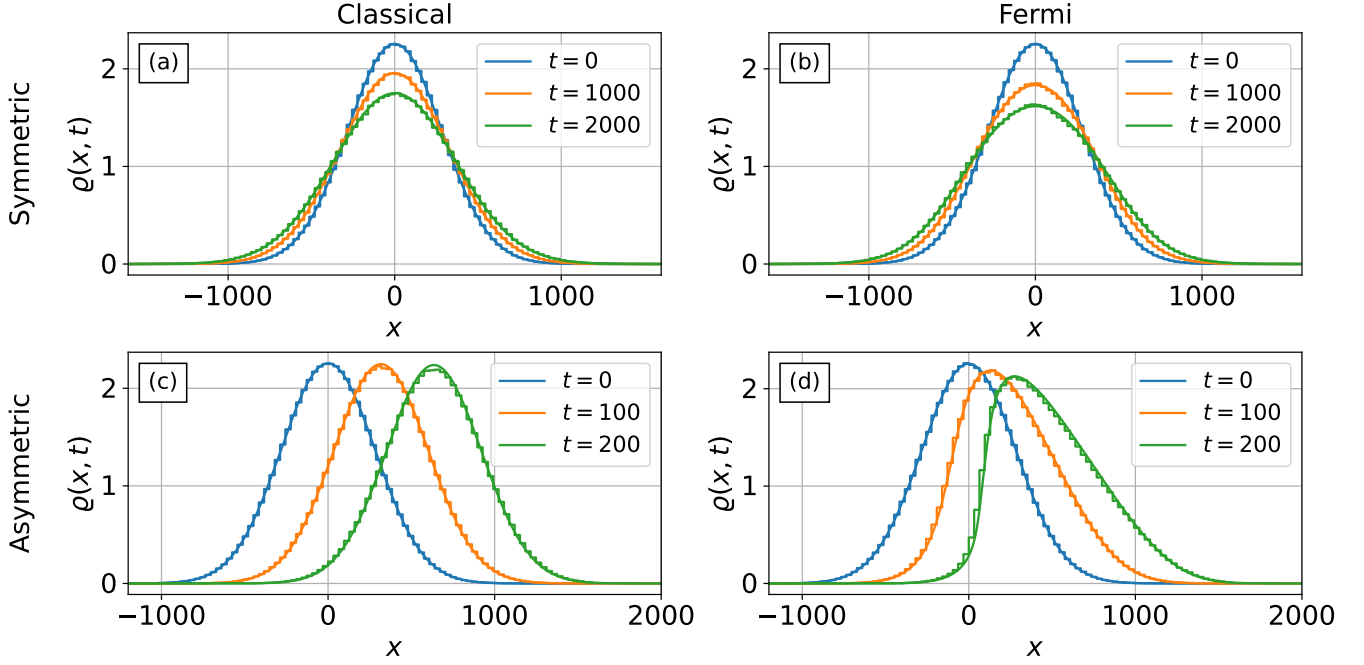 Classical
Fermi
Symmetric
(a)
t = 0
t = 1000
t = 2000
ϱ(x, t)
2
1
0
−1000
0
1000
x
(b)
t = 0
t = 1000
t = 2000
ϱ(x, t)
2
1
0
−1000
0
1000
x
Asymmetric
(c)
t = 0
t = 100
t = 200
ϱ(x, t)
2
1
0
−1000
0
1000
2000
x
(d)
t = 0
t = 100
t = 200
ϱ(x, t)
2
1
0
−1000
0
1000
2000
x